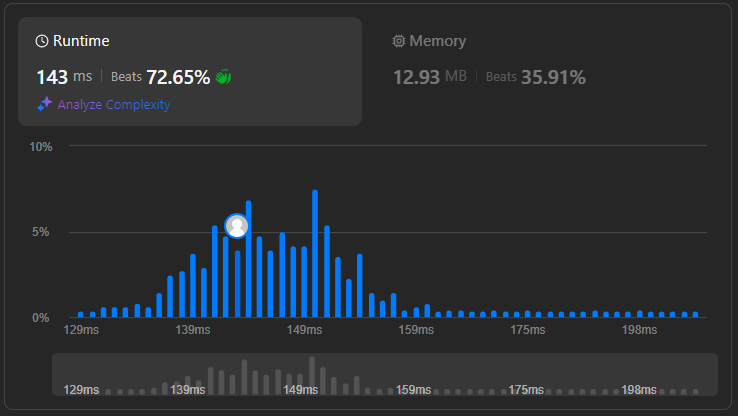 Runtime
143 ms | Beats 72.65%
Analyze Complexity
Memory
12.93 MB | Beats 35.91%
10%
5%
0%
129ms 139ms 149ms 159ms 175ms 198ms
129ms 139ms 149ms 159ms 175ms 198ms